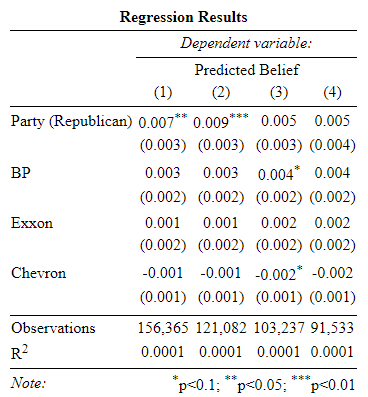 Regression Results
Dependent variable:
Predicted Belief
(1) (2) (3) (4)
Party (Republican) 0.007** 0.009*** 0.005 0.005
(0.003) (0.003) (0.003) (0.004)
BP 0.003 0.003 0.004* 0.004
(0.002) (0.002) (0.002) (0.002)
Exxon 0.001 0.001 0.002 0.002
(0.002) (0.002) (0.002) (0.002)
Chevron -0.001 -0.001 -0.002* -0.002
(0.001) (0.001) (0.001) (0.001)
Observations 156,365 121,082 103,237 91,533
R2 0.0001 0.0001 0.0001 0.0001
Note: *p<0.1; **p<0.05; ***p<0.01